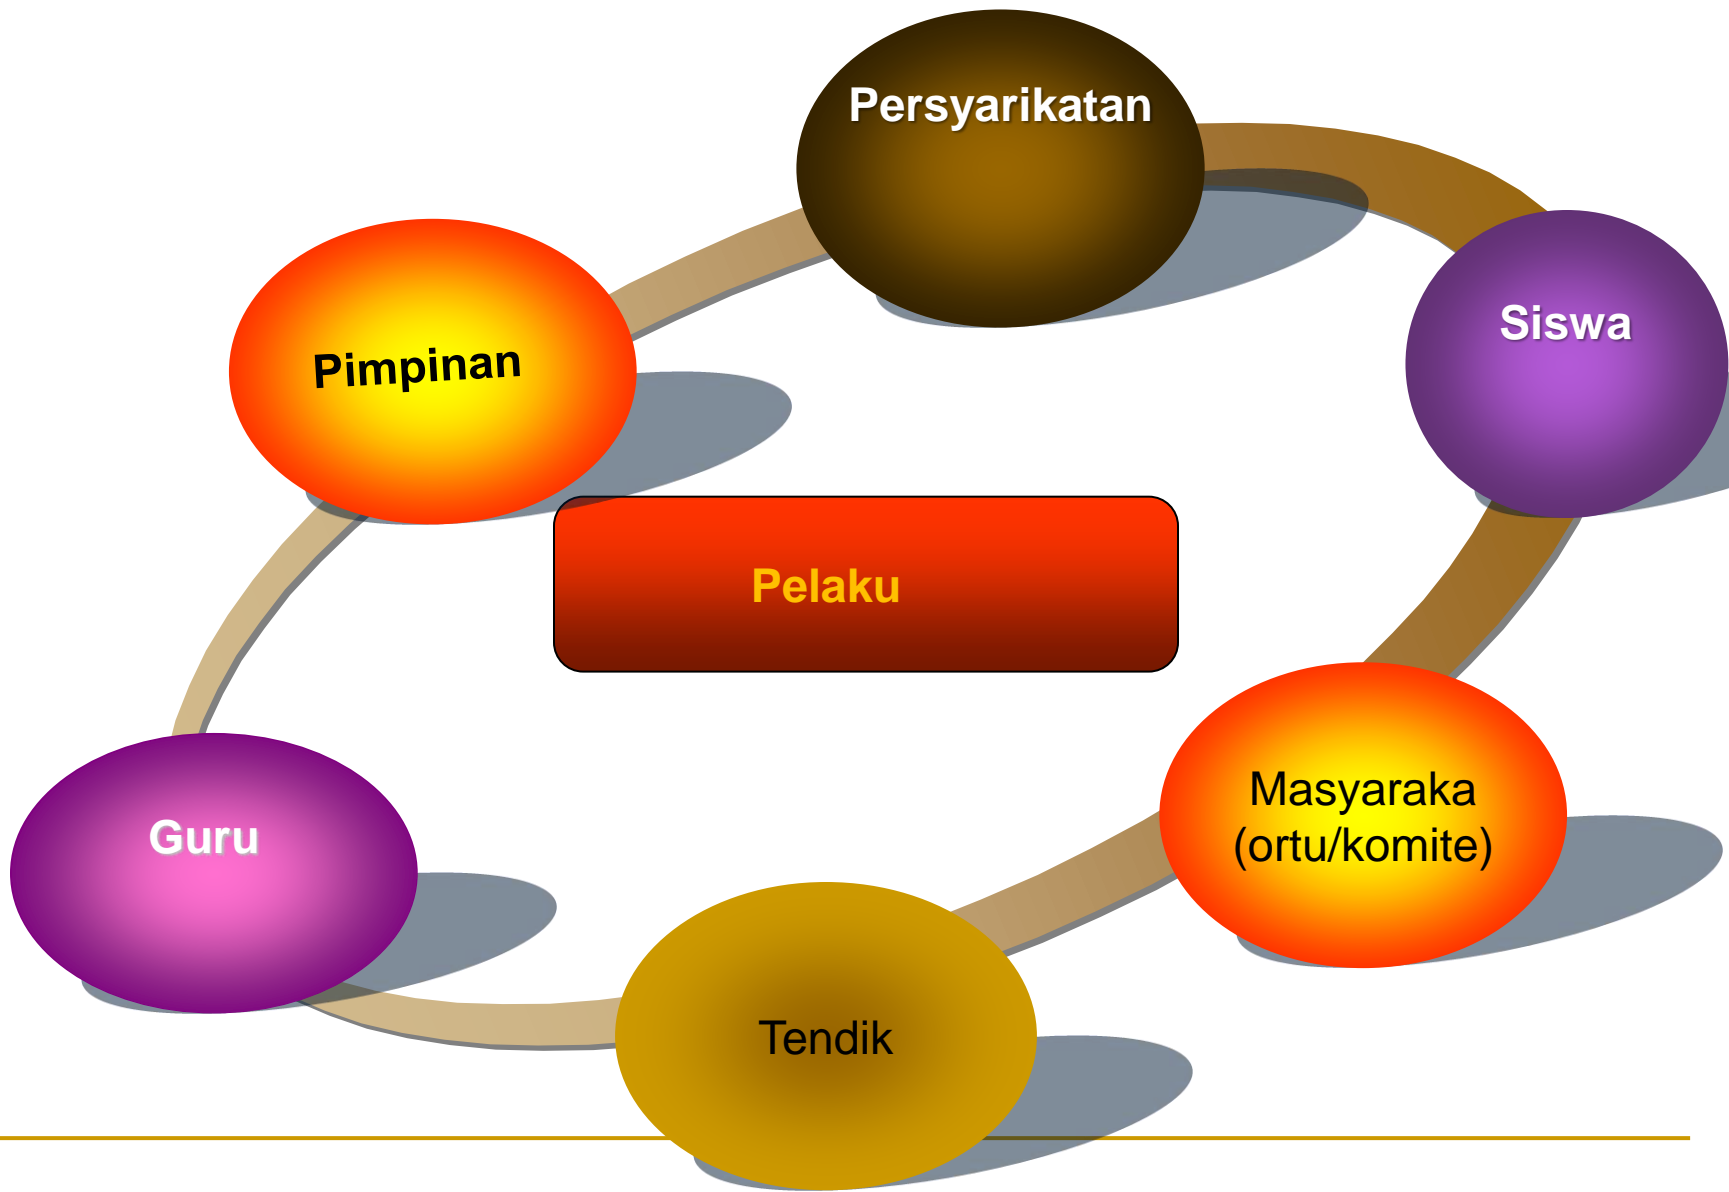 Persyarikatan
Siswa
Pimpinan
Pelaku
Masyaraka
(ortu/komite)
Guru
Tendik